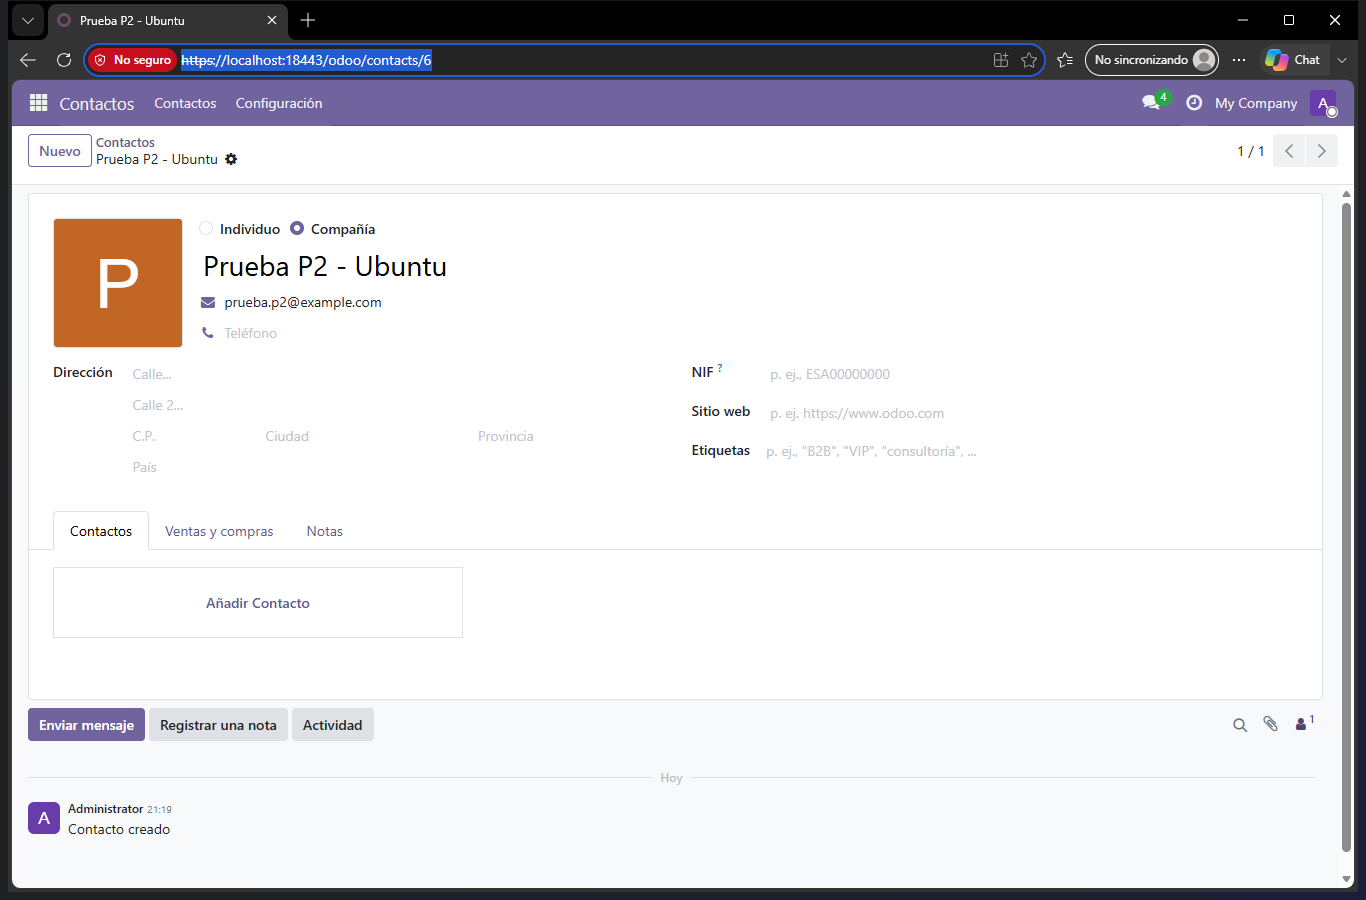 Prueba P2 - Ubuntu
No seguro https://localhost:18443/odoo/contacts/6 No sincronizando Chat
Contactos Contactos Configuración 4 My Company A
Nuevo
Contactos
Prueba P2 - Ubuntu
1 / 1
P
Individuo Compañía
Prueba P2 - Ubuntu
prueba.p2@example.com
Teléfono
Dirección
Calle...
Calle 2...
C.P. Ciudad Provincia
País
NIF ? p. ej., ESA00000000
Sitio web p. ej. https://www.odoo.com
Etiquetas p. ej., "B2B", "VIP", "consultoría", ...
Contactos Ventas y compras Notas
Añadir Contacto
Enviar mensaje Registrar una nota Actividad 1
Hoy
A
Administrator 21:19
Contacto creado